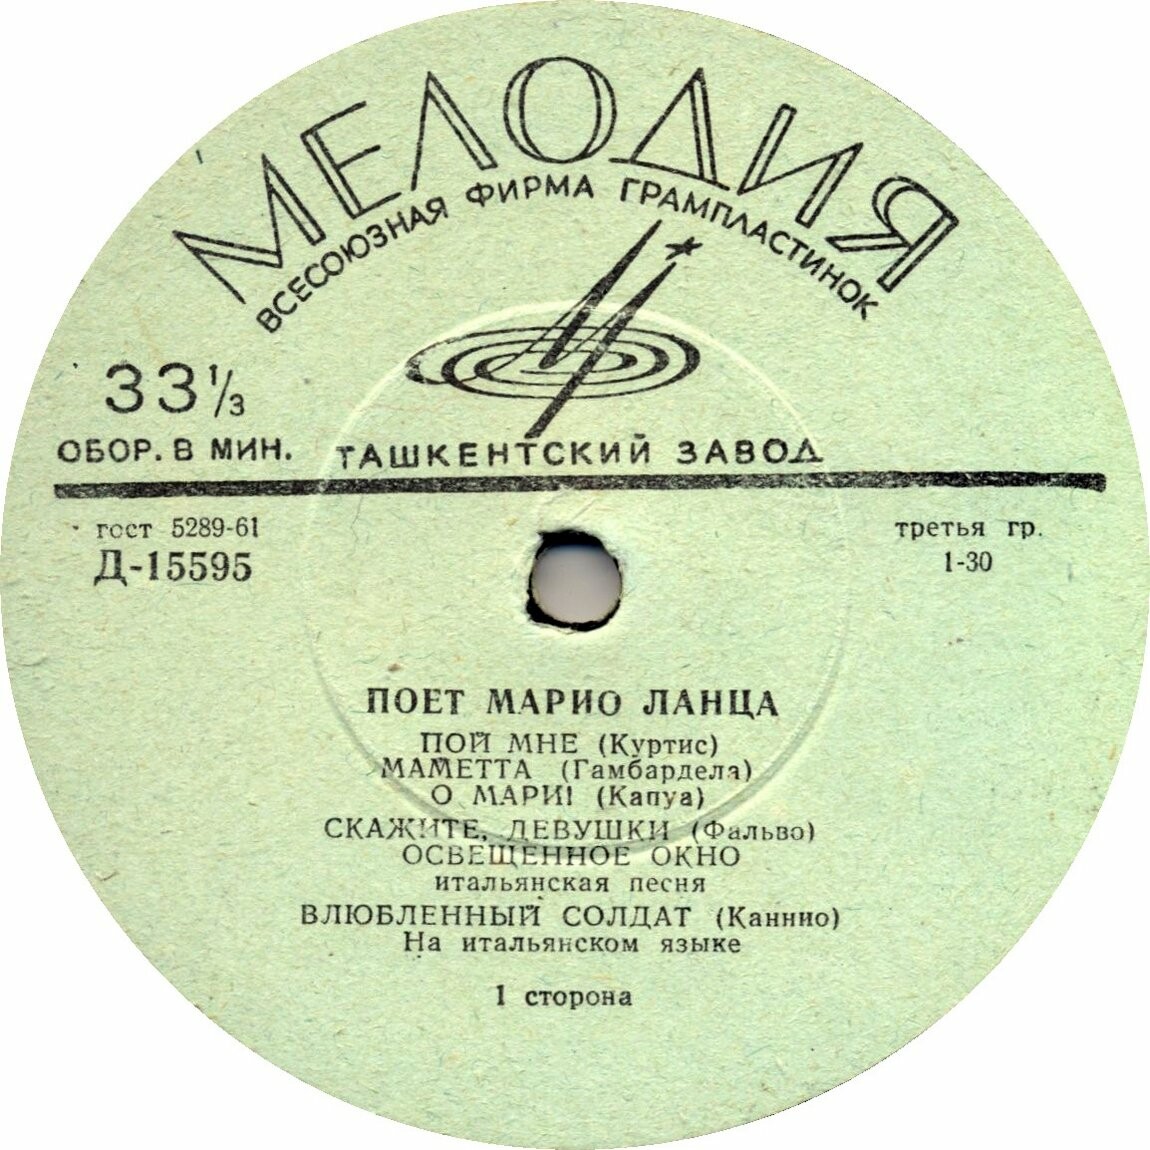 МЕЛОДИЯ
ВСЕСОЮЗНАЯ ФИРМА ГРАМПЛАСТИНОК
33 1/3
ОБОР. В МИН.
ТАШКЕНТСКИЙ ЗАВОД
гост 5289-61
Д-15595
третья гр.
1-30
ПОЕТ МАРИО ЛАНЦА
ПОЙ МНЕ (Куртис)
МАМЕТТА (Гамбардела)
О МАРИ! (Капуа)
СКАЖИТЕ, ДЕВУШКИ (Фальво)
ОСВЕЩЕННОЕ ОКНО
итальянская песня
ВЛЮБЛЕННЫЙ СОЛДАТ (Каннио)
На итальянском языке
1 сторона